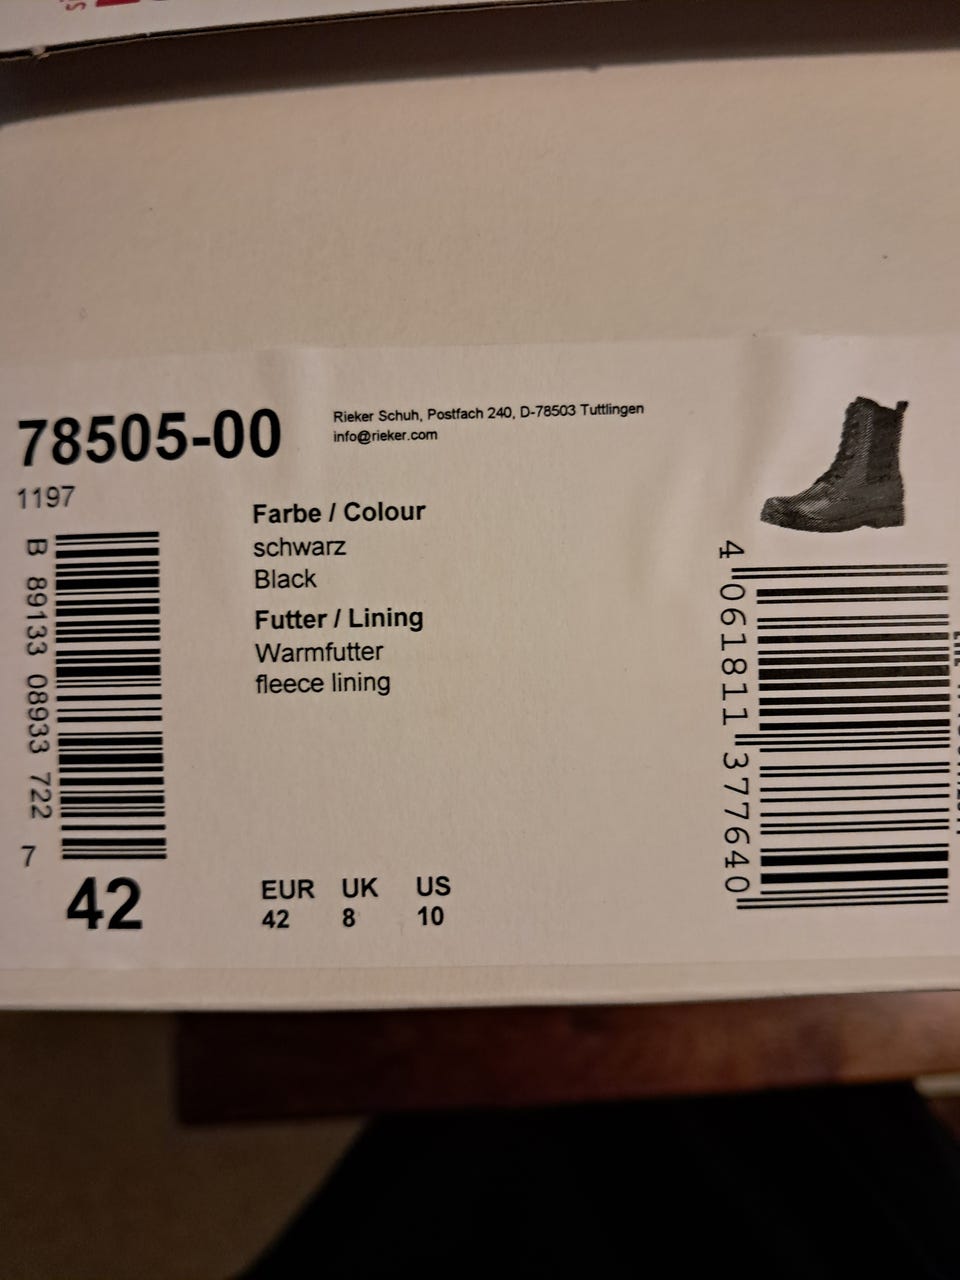 78505-00
Rieker Schuh, Postfach 240, D-78503 Tuttlingen
info@rieker.com
1197
Farbe / Colour
schwarz
Black
Futter / Lining
Warmfutter
fleece lining
B 89133 08933 722
7
42
EUR UK US
42 8 10
4 061811 377640